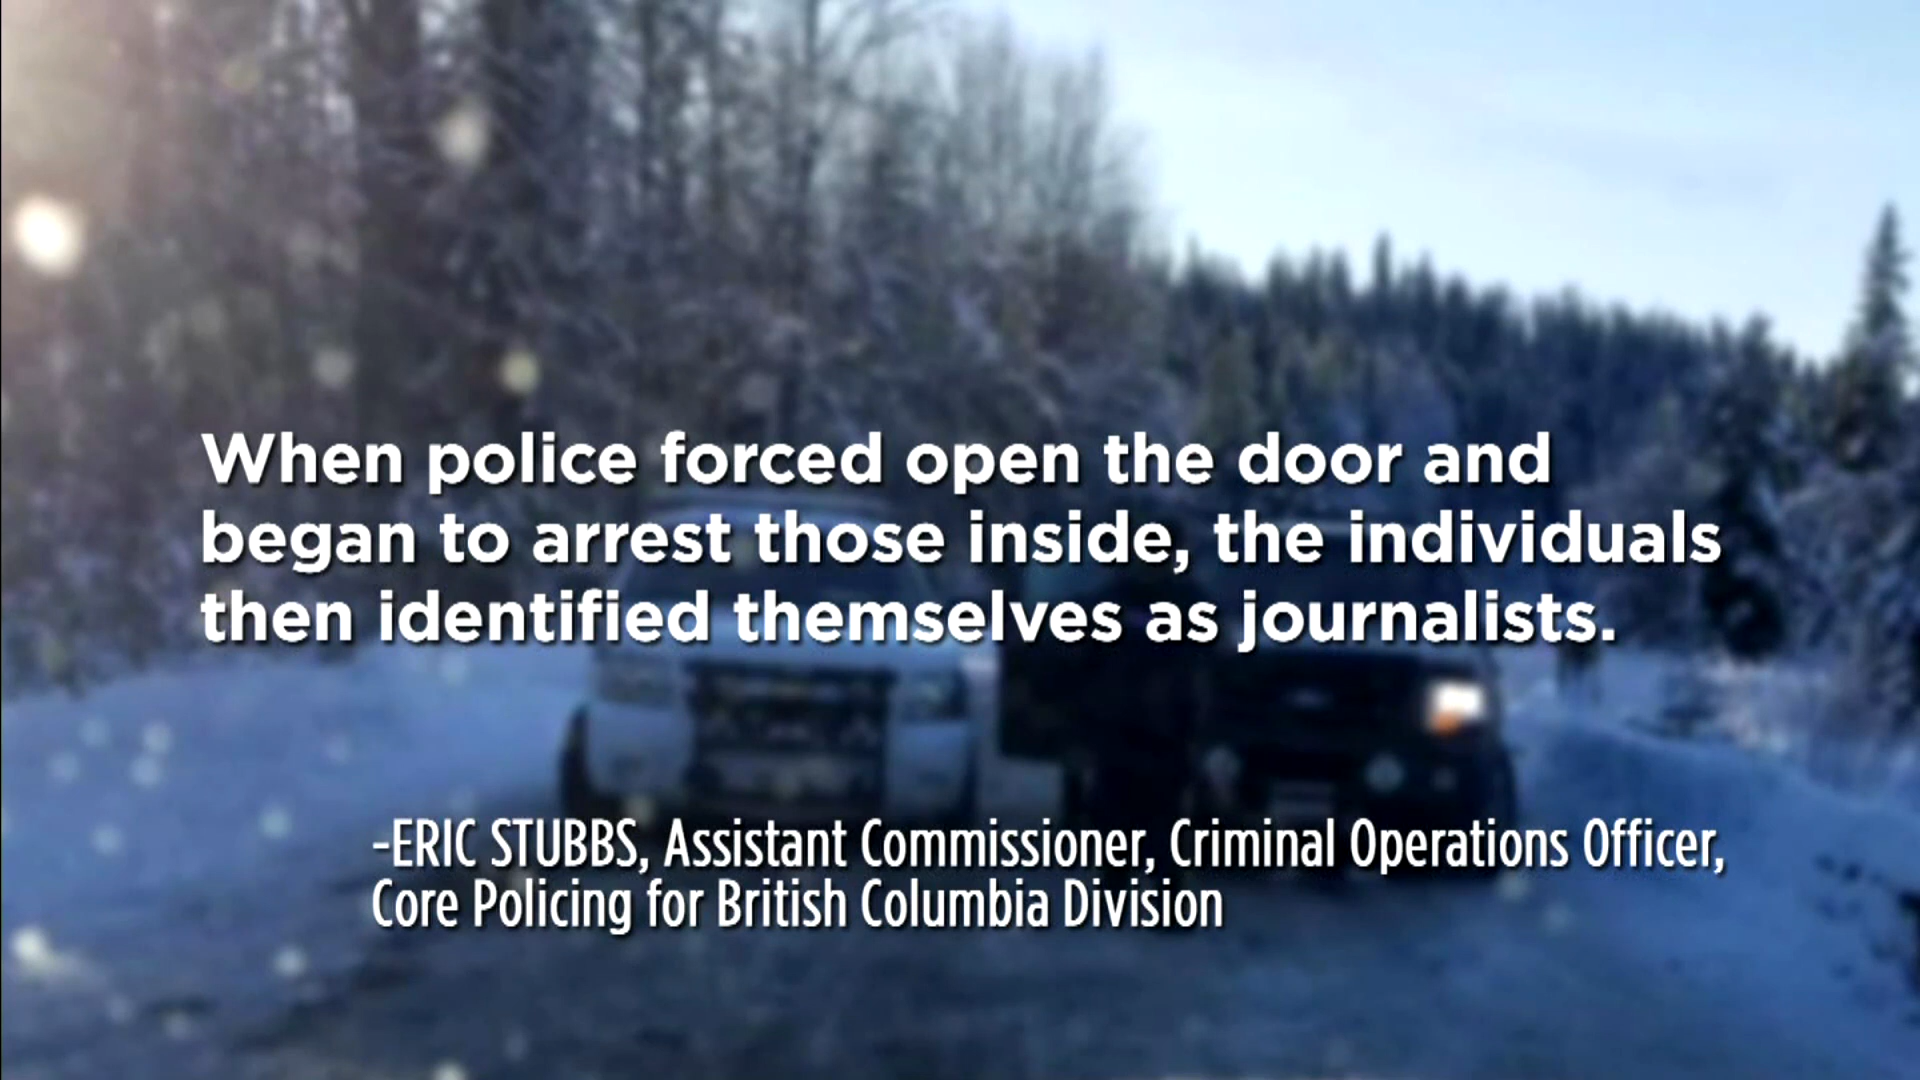 When police forced open the door and
began to arrest those inside, the individuals
then identified themselves as journalists.
-ERIC STUBBS, Assistant Commissioner, Criminal Operations Officer,
Core Policing for British Columbia Division